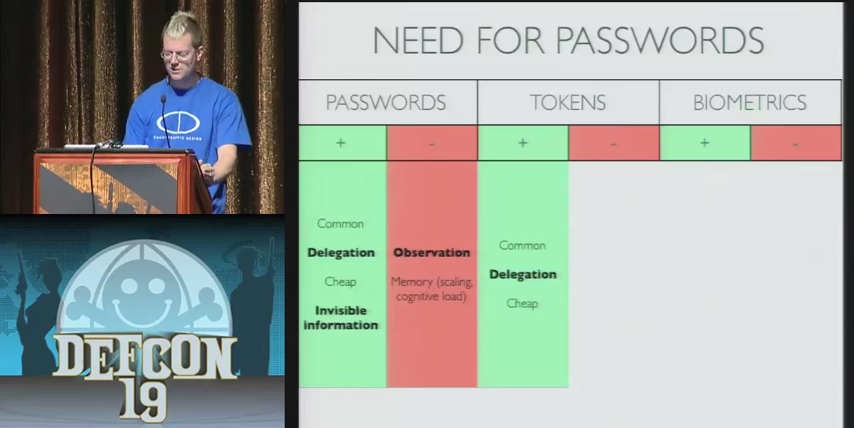 NEED FOR PASSWORDS
PASSWORDS
TOKENS
BIOMETRICS
+
-
+
-
+
-
Common
Delegation
Cheap
Invisible
information
Observation
Memory (scaling,
cognitive load)
Common
Delegation
Cheap
DEFCON
19